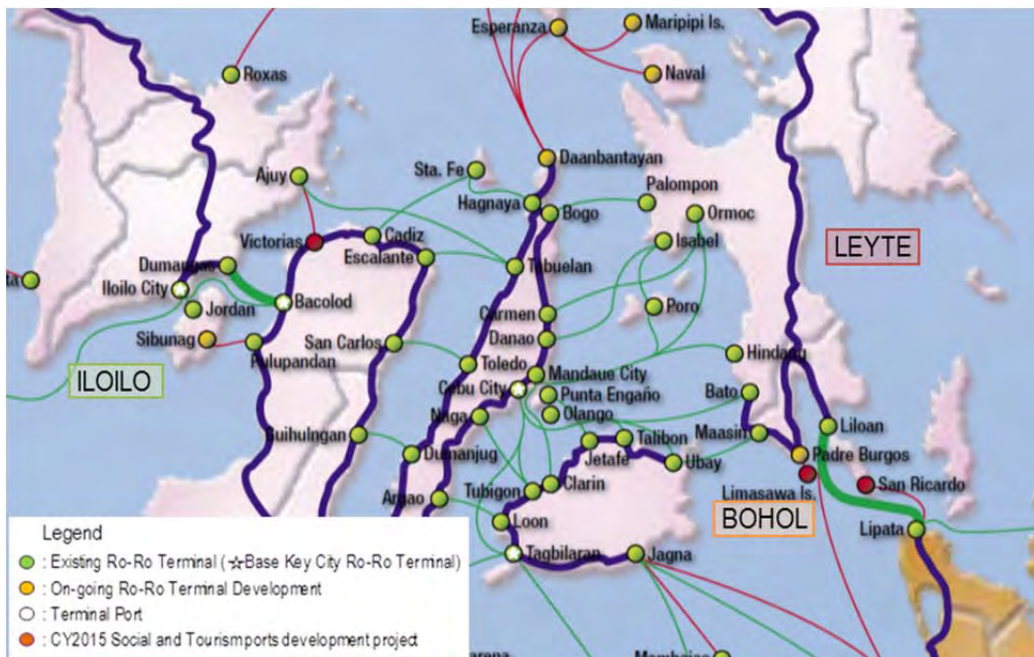 Esperanza
Maripipi Is.
Roxas
Naval
Daanbantayan
Ajuy
Sta. Fe
Hagnaya
Palompon
Bogo
Ormoc
Victorias
Cadiz
Isabel
LEYTE
Escalante
Dumangas
Tabuelan
ta
Iloilo City
Bacolod
Jordan
Carmen
Poro
Sibunag
San Carlos
Danao
Pulupandan
Toledo
Hindang
ILOILO
Cebu City
Mandaue City
Punta Engaño
Bato
Naga
Olango
Liloan
Guihulngan
Talibon
Maasin
Dumanjug
Jetafe
Ubay
Padre Burgos
Clarin
Limasawa Is.
San Ricardo
Argao
Tubigon
BOHOL
Loon
Lipata
Tagbilaran
Jagna
Legend
: Existing Ro-Ro Terminal (☆Base Key City Ro-Ro Terminal)
: On-going Ro-Ro Terminal Development
: Terminal Port
: CY2015 Social and Tourismports development project